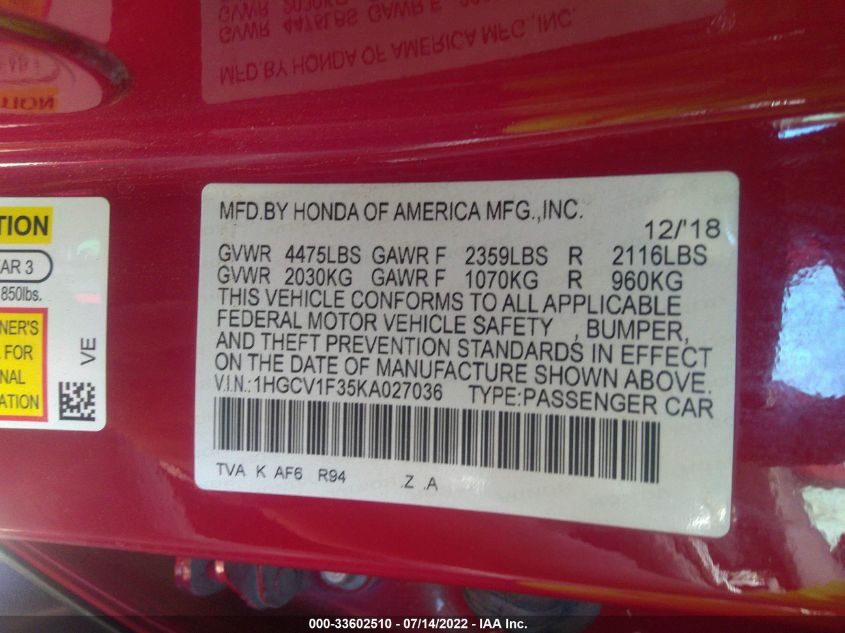 MFD.BY HONDA OF AMERICA MFG.,INC.
TION
AR 3
850lbs.
NER'S
FOR
NAL
ATION
VE
MFD.BY HONDA OF AMERICA MFG.,INC.
12/'18
GVWR 4475LBS GAWR F 2359LBS R 2116LBS
GVWR 2030KG GAWR F 1070KG R 960KG
THIS VEHICLE CONFORMS TO ALL APPLICABLE
FEDERAL MOTOR VEHICLE SAFETY , BUMPER,
AND THEFT PREVENTION STANDARDS IN EFFECT
ON THE DATE OF MANUFACTURE SHOWN ABOVE.
V.I.N.:1HGCV1F35KA027036 TYPE:PASSENGER CAR
TVA K AF6 R94 .Z .A
000-33602510 - 07/14/2022 - IAA Inc.